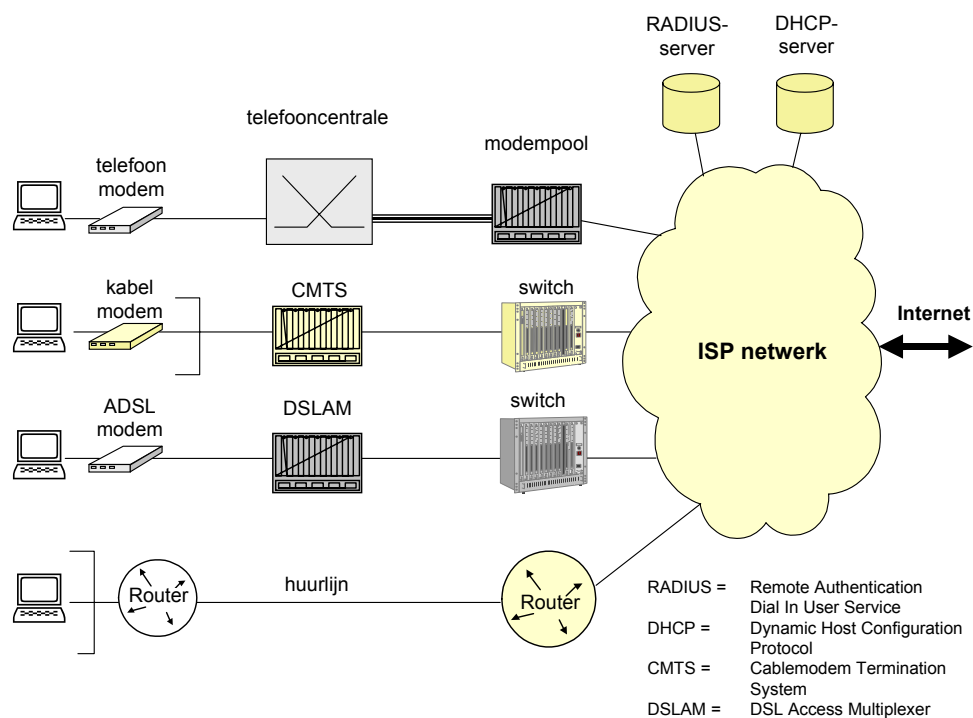 RADIUS-
server
DHCP-
server
telefooncentrale
modempool
telefoon
modem
kabel
modem
CMTS
switch
Internet
ISP netwerk
ADSL
modem
DSLAM
switch
huurlijn
Router
Router
RADIUS = Remote Authentication
Dial In User Service
DHCP = Dynamic Host Configuration
Protocol
CMTS = Cablemodem Termination
System
DSLAM = DSL Access Multiplexer